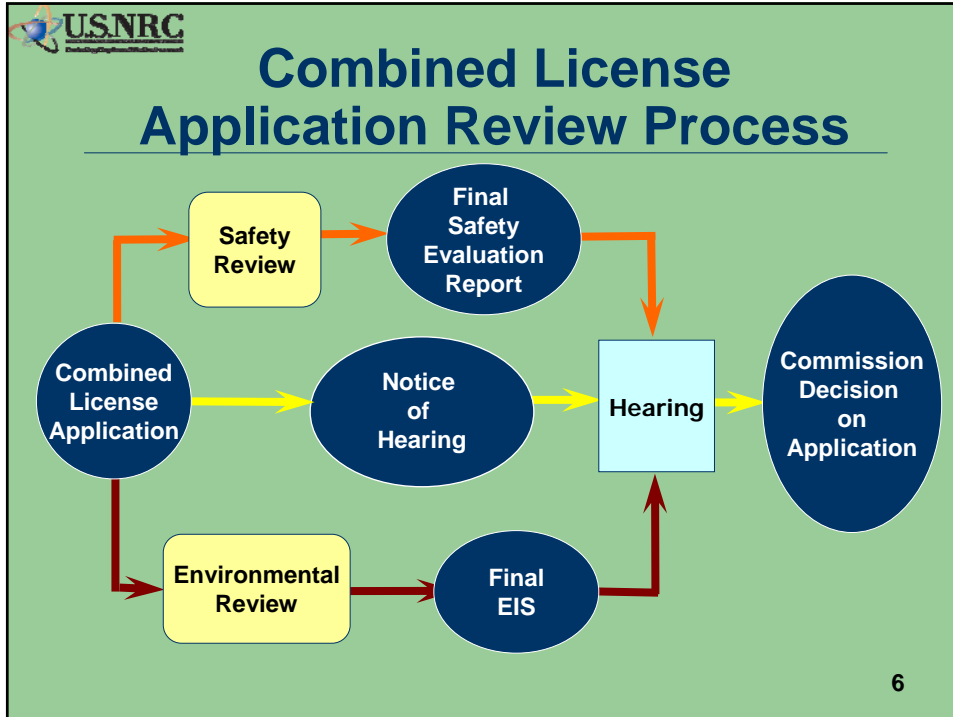 U.S.NRC
Combined License
Application Review Process
Safety
Review
Final
Safety
Evaluation
Report
Combined
License
Application
Notice
of
Hearing
Hearing
Commission
Decision
on
Application
Environmental
Review
Final
EIS
6